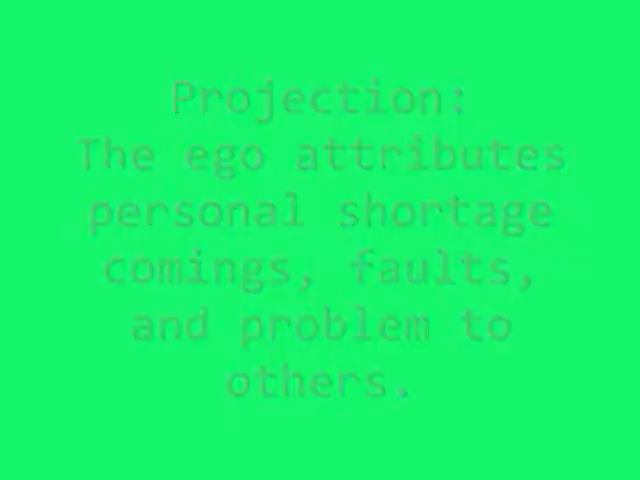 Projection:
The ego attributes
personal shortage
comings, faults,
and problem to
others.